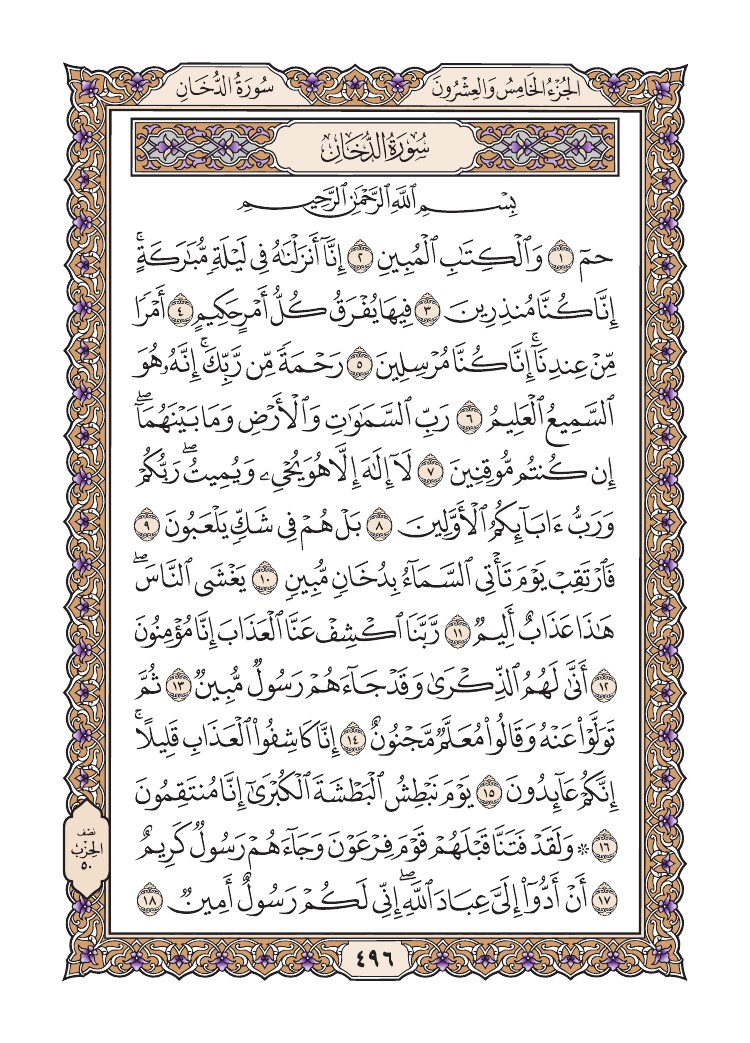 الجُزْءُ الخَامِسُ وَالعِشْرُونَ
سُورَةُ الدُّخَانِ
سُورَةُ الدُّخَانِ
بِسۡمِ ٱللَّهِ ٱلرَّحۡمَٰنِ ٱلرَّحِيمِ
حمٓ ١ وَٱلۡكِتَٰبِ ٱلۡمُبِينِ ٢ إِنَّآ أَنزَلۡنَٰهُ فِي لَيۡلَةٖ مُّبَٰرَكَةٍۚ
إِنَّا كُنَّا مُنذِرِينَ ٣ فِيهَا يُفۡرَقُ كُلُّ أَمۡرٍ حَكِيمٍ ٤ أَمۡرٗا
مِّنۡ عِندِنَآۚ إِنَّا كُنَّا مُرۡسِلِينَ ٥ رَحۡمَةٗ مِّن رَّبِّكَۚ إِنَّهُۥ هُوَ
ٱلسَّمِيعُ ٱلۡعَلِيمُ ٦ رَبِّ ٱلسَّمَٰوَٰتِ وَٱلۡأَرۡضِ وَمَا بَيۡنَهُمَآۖ
إِن كُنتُم مُّوقِنِينَ ٧ لَآ إِلَٰهَ إِلَّا هُوَ يُحۡيِۦ وَيُمِيتُۖ رَبُّكُمۡ
وَرَبُّ ءَابَآئِكُمُ ٱلۡأَوَّلِينَ ٨ بَلۡ هُمۡ فِي شَكّٖ يَلۡعَبُونَ ٩
فَٱرۡتَقِبۡ يَوۡمَ تَأۡتِي ٱلسَّمَآءُ بِدُخَانٖ مُّبِينٖ ١٠ يَغۡشَى ٱلنَّاسَۖ
هَٰذَا عَذَابٌ أَلِيمٞ ١١ رَّبَّنَا ٱكۡشِفۡ عَنَّا ٱلۡعَذَابَ إِنَّا مُؤۡمِنُونَ
١٢ أَنَّىٰ لَهُمُ ٱلذِّكۡرَىٰ وَقَدۡ جَآءَهُمۡ رَسُولٞ مُّبِينٞ ١٣ ثُمَّ
تَوَلَّوۡاْ عَنۡهُ وَقَالُواْ مُعَلَّمٞ مَّجۡنُونٌ ١٤ إِنَّا كَاشِفُواْ ٱلۡعَذَابِ قَلِيلًاۚ
إِنَّكُمۡ عَآئِدُونَ ١٥ يَوۡمَ نَبۡطِشُ ٱلۡبَطۡشَةَ ٱلۡكُبۡرَىٰٓ إِنَّا مُنتَقِمُونَ
١٦ ۞ وَلَقَدۡ فَتَنَّا قَبۡلَهُمۡ قَوۡمَ فِرۡعَوۡنَ وَجَآءَهُمۡ رَسُولٞ كَرِيمٌ
١٧ أَنۡ أَدُّوٓاْ إِلَيَّ عِبَادَ ٱللَّهِۖ إِنِّي لَكُمۡ رَسُولٌ أَمِينٞ ١٨
نصف
الحِزْبِ
٥٠
٤٩٦